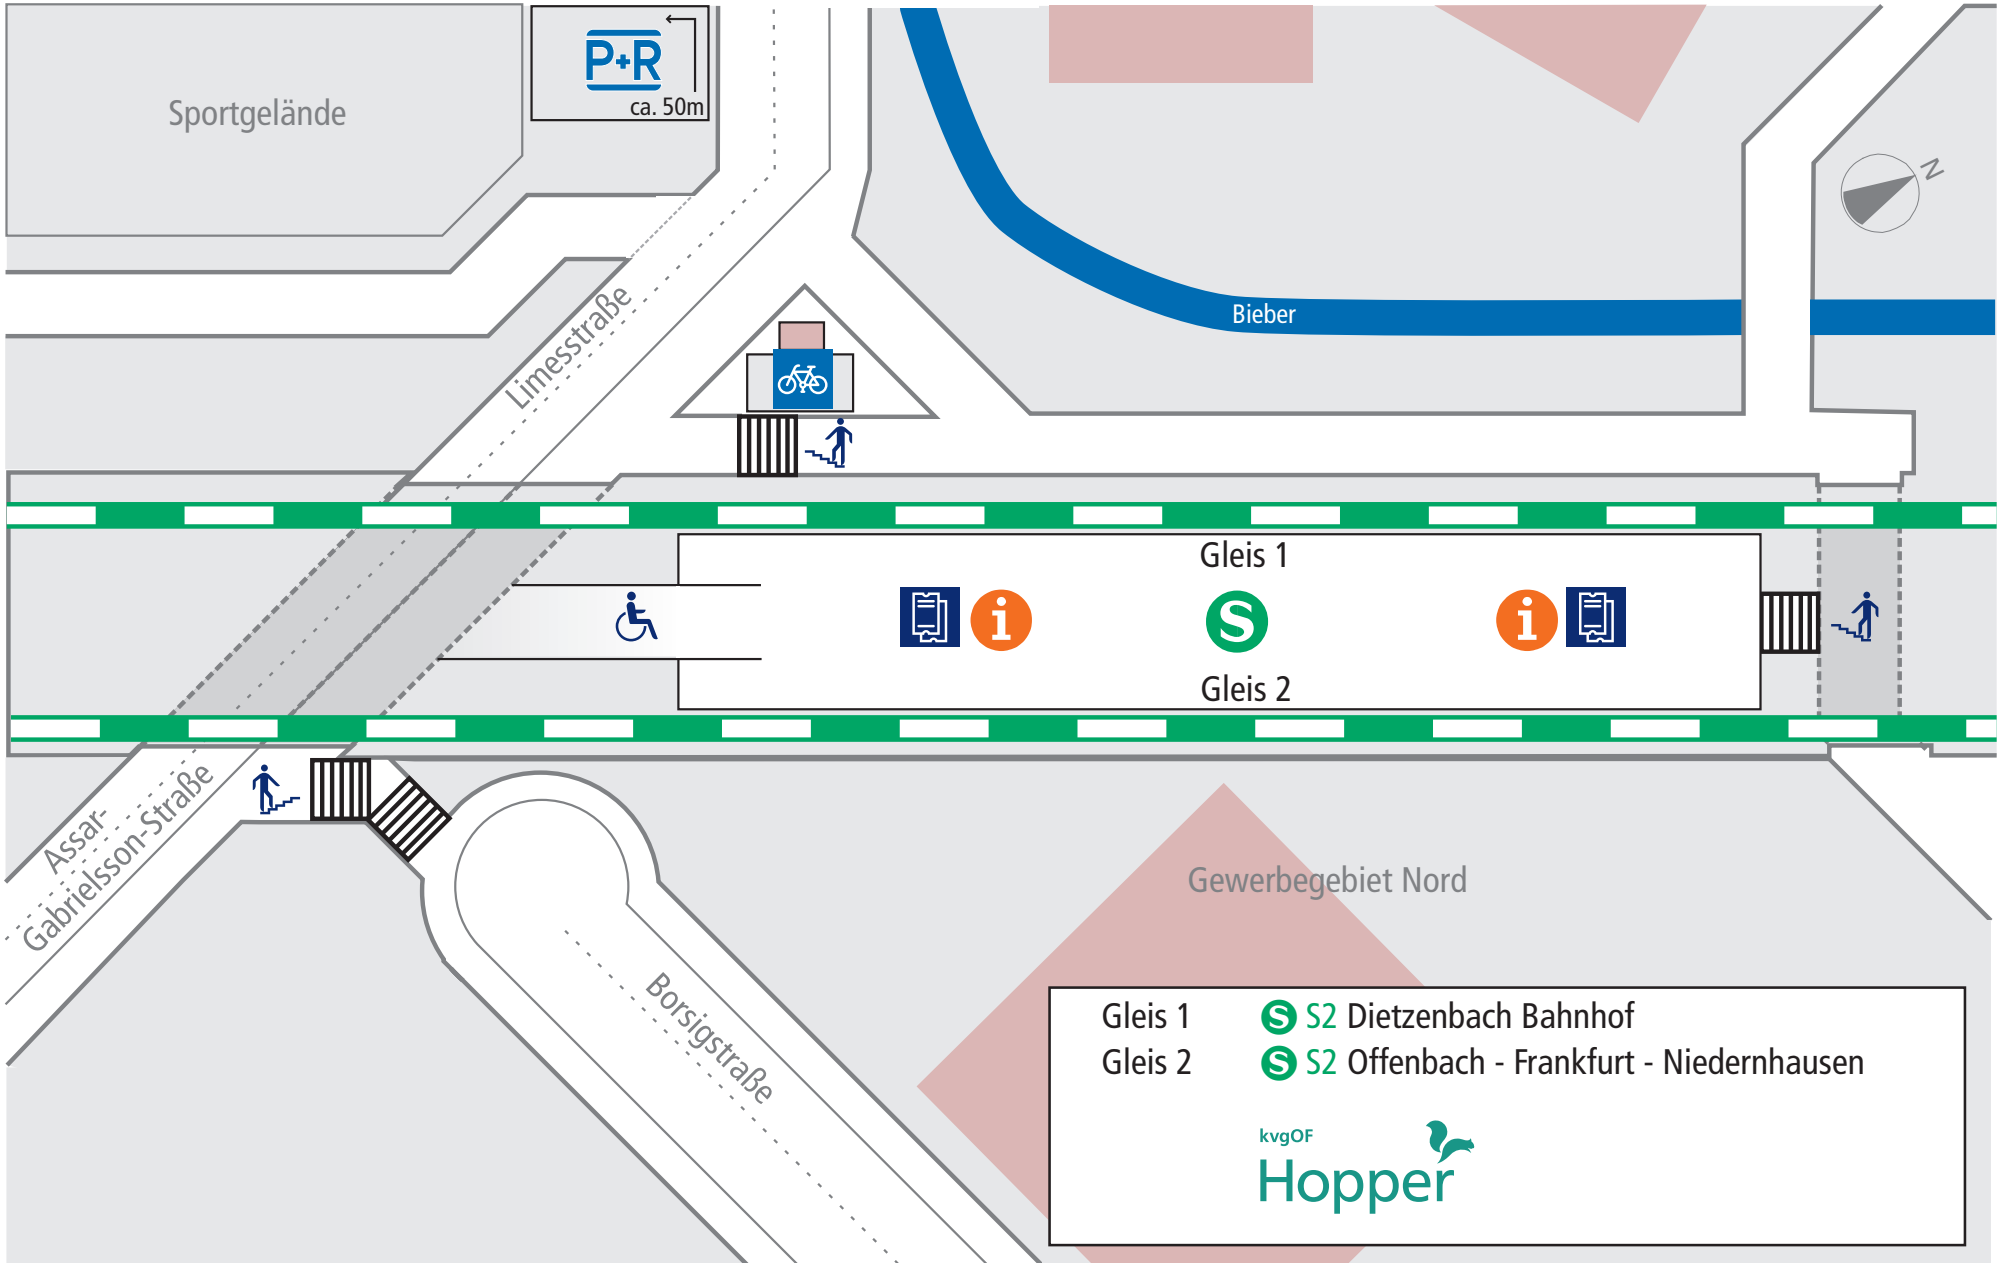 P+R
ca. 50m
Sportgelände
N
Limesstraße
Bieber
Gleis 1
i
S
i
Gleis 2
Assar-
Gabrielsson-Straße
Gewerbegebiet Nord
Borsigstraße
Gleis 1 S S2 Dietzenbach Bahnhof
Gleis 2 S S2 Offenbach - Frankfurt - Niedernhausen
kvgOF
Hopper